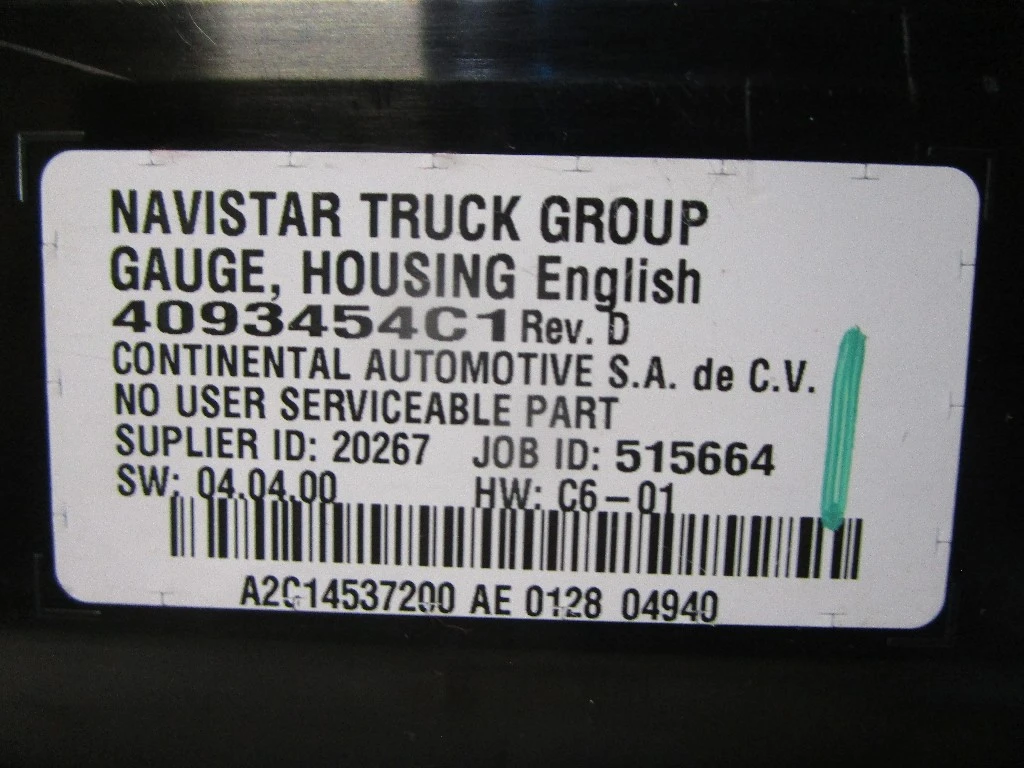 NAVISTAR TRUCK GROUP
GAUGE, HOUSING English
4093454C1 Rev. D
CONTINENTAL AUTOMOTIVE S.A. de C.V.
NO USER SERVICEABLE PART
SUPLIER ID: 20267 JOB ID: 515664
SW: 04.04.00 HW: C6-01
A2C14537200 AE 0128 04940